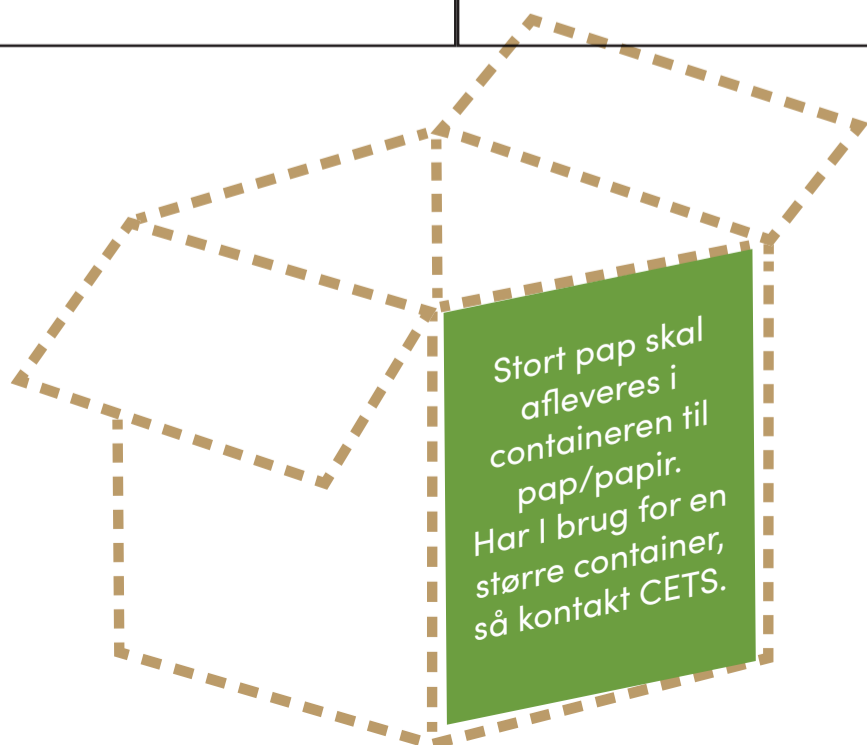 Stort pap skal
afleveres i
containeren til
pap/papir.
Har I brug for en
større container,
så kontakt CETS.